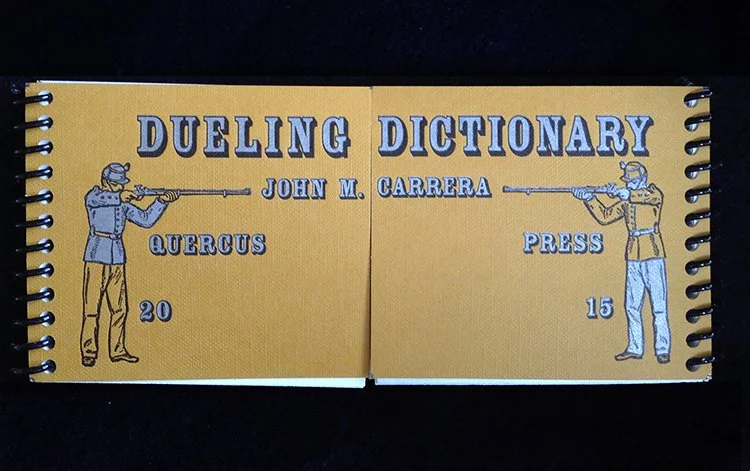 DUELING DICTIONARY
JOHN M. CARRERA
QUERCUS PRESS
20 15